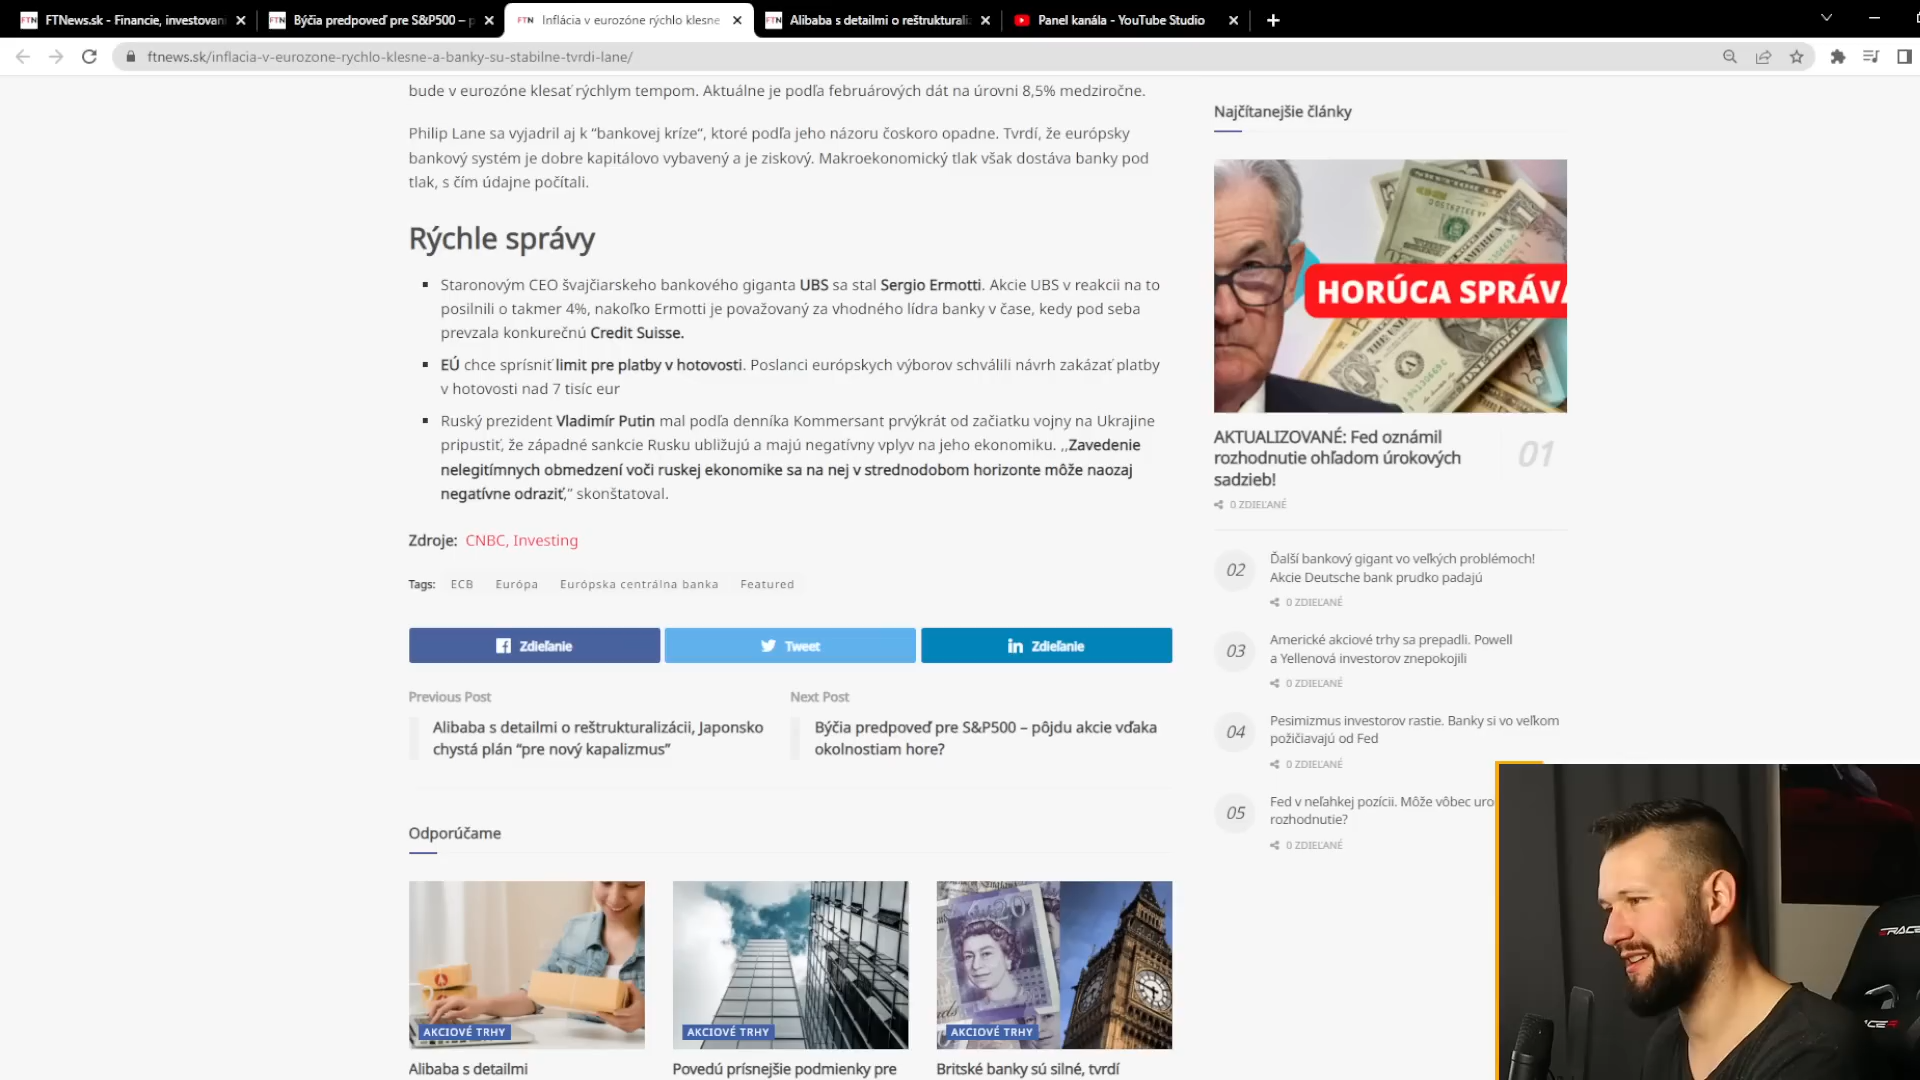 FTNews.sk - Financie, investovani
Býčia predpoveď pre S&P500 – p
Inflácia v eurozóne rýchlo klesne
Alibaba s detailmi o reštrukturali
Panel kanála - YouTube Studio
ftnews.sk/inflacia-v-eurozone-rychlo-klesne-a-banky-su-stabilne-tvrdi-lane/
bude v eurozóne klesať rýchlym tempom. Aktuálne je podľa februárových dát na úrovni 8,5% medziročne.
Philip Lane sa vyjadril aj k “bankovej kríze“, ktoré podľa jeho názoru čoskoro opadne. Tvrdí, že európsky
bankový systém je dobre kapitálovo vybavený a je ziskový. Makroekonomický tlak však dostáva banky pod
tlak, s čím údajne počítali.
Rýchle správy
Staronovým CEO švajčiarskeho bankového giganta UBS sa stal Sergio Ermotti. Akcie UBS v reakcii na to
posilnili o takmer 4%, nakoľko Ermotti je považovaný za vhodného lídra banky v čase, kedy pod seba
prevzala konkurečnú Credit Suisse.
EÚ chce sprísniť limit pre platby v hotovosti. Poslanci európskych výborov schválili návrh zakázať platby
v hotovosti nad 7 tisíc eur
Ruský prezident Vladimír Putin mal podľa denníka Kommersant prvýkrát od začiatku vojny na Ukrajine
pripustiť, že západné sankcie Rusku ubližujú a majú negatívny vplyv na jeho ekonomiku. ,,Zavedenie
nelegitímnych obmedzení voči ruskej ekonomike sa na nej v strednodobom horizonte môže naozaj
negatívne odraziť,” skonštatoval.
Zdroje: CNBC, Investing
Tags: ECB Európa Európska centrálna banka Featured
Zdieľanie
Tweet
Zdieľanie
Previous Post
Alibaba s detailmi o reštrukturalizácii, Japonsko
chystá plán “pre nový kapalizmus”
Next Post
Býčia predpoveď pre S&P500 – pôjdu akcie vďaka
okolnostiam hore?
Odporúčame
AKCIOVÉ TRHY
Alibaba s detailmi
AKCIOVÉ TRHY
Povedú prísnejšie podmienky pre
AKCIOVÉ TRHY
Britské banky sú silné, tvrdí
Najčítanejšie články
HORÚCA SPRÁVA
AKTUALIZOVANÉ: Fed oznámil
rozhodnutie ohľadom úrokových
sadzieb!
01
0 ZDIEĽANÉ
02
Ďalší bankový gigant vo veľkých problémoch!
Akcie Deutsche bank prudko padajú
0 ZDIEĽANÉ
03
Americké akciové trhy sa prepadli. Powell
a Yellenová investorov znepokojili
0 ZDIEĽANÉ
04
Pesimizmus investorov rastie. Banky si vo veľkom
požičiavajú od Fed
0 ZDIEĽANÉ
05
Fed v neľahkej pozícii. Môže vôbec uro
rozhodnutie?
0 ZDIEĽANÉ